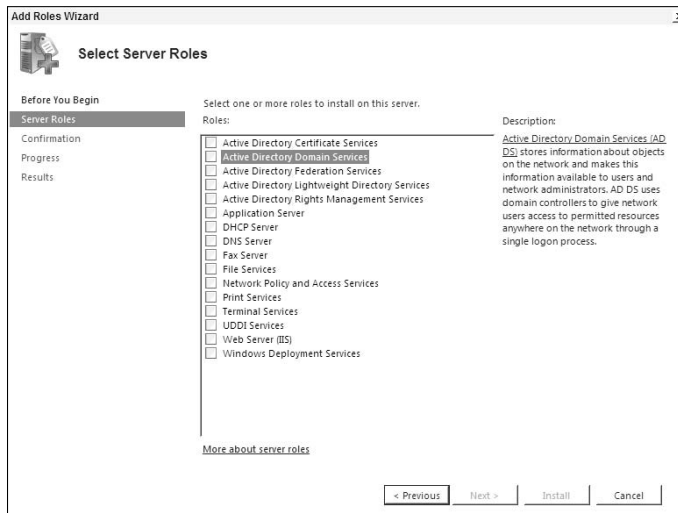 Add Roles Wizard
Select Server Roles
Before You Begin
Server Roles
Confirmation
Progress
Results
Select one or more roles to install on this server.
Roles:
Active Directory Certificate Services
Active Directory Domain Services
Active Directory Federation Services
Active Directory Lightweight Directory Services
Active Directory Rights Management Services
Application Server
DHCP Server
DNS Server
Fax Server
File Services
Network Policy and Access Services
Print Services
Terminal Services
UDDI Services
Web Server (IIS)
Windows Deployment Services
More about server roles
Description:
Active Directory Domain Services (AD
DS) stores information about objects
on the network and makes this
information available to users and
network administrators. AD DS uses
domain controllers to give network
users access to permitted resources
anywhere on the network through a
single logon process.
< Previous
Next >
Install
Cancel